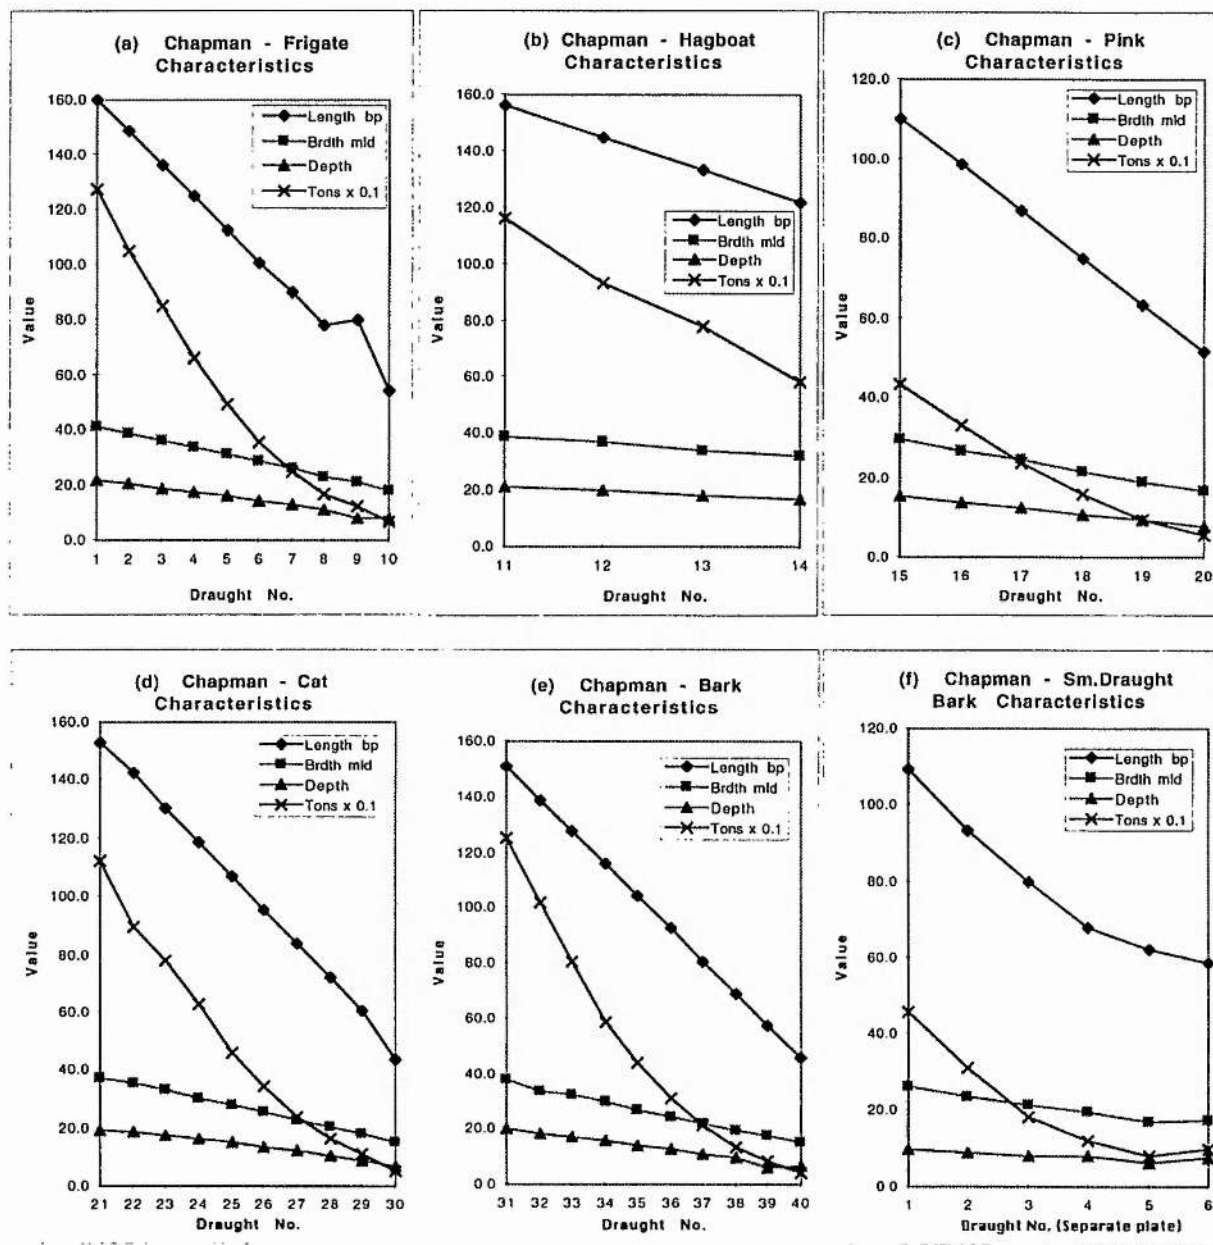 (a) Chapman - Frigate
Characteristics
160.0
140.0
120.0
100.0
80.0
60.0
40.0
20.0
0.0
Value
Length bp
Brdth mld
Depth
Tons x 0.1
1 2 3 4 5 6 7 8 9 10
Draught No.
(b) Chapman - Hagboat
Characteristics
160.0
140.0
120.0
100.0
80.0
60.0
40.0
20.0
0.0
Value
Length bp
Brdth mld
Depth
Tons x 0.1
11 12 13 14
Draught No.
(c) Chapman - Pink
Characteristics
120.0
100.0
80.0
60.0
40.0
20.0
0.0
Value
Length bp
Brdth mld
Depth
Tons x 0.1
15 16 17 18 19 20
Draught No.
(d) Chapman - Cat
Characteristics
160.0
140.0
120.0
100.0
80.0
60.0
40.0
20.0
0.0
Value
Length bp
Brdth mld
Depth
Tons x 0.1
21 22 23 24 25 26 27 28 29 30
Draught No.
(e) Chapman - Bark
Characteristics
160.0
140.0
120.0
100.0
80.0
60.0
40.0
20.0
0.0
Value
Length bp
Brdth mld
Depth
Tons x 0.1
31 32 33 34 35 36 37 38 39 40
Draught No.
(f) Chapman - Sm.Draught
Bark Characteristics
120.0
100.0
80.0
60.0
40.0
20.0
0.0
Value
Length bp
Brdth mld
Depth
Tons x 0.1
1 2 3 4 5 6
Draught No. (Separate plate)